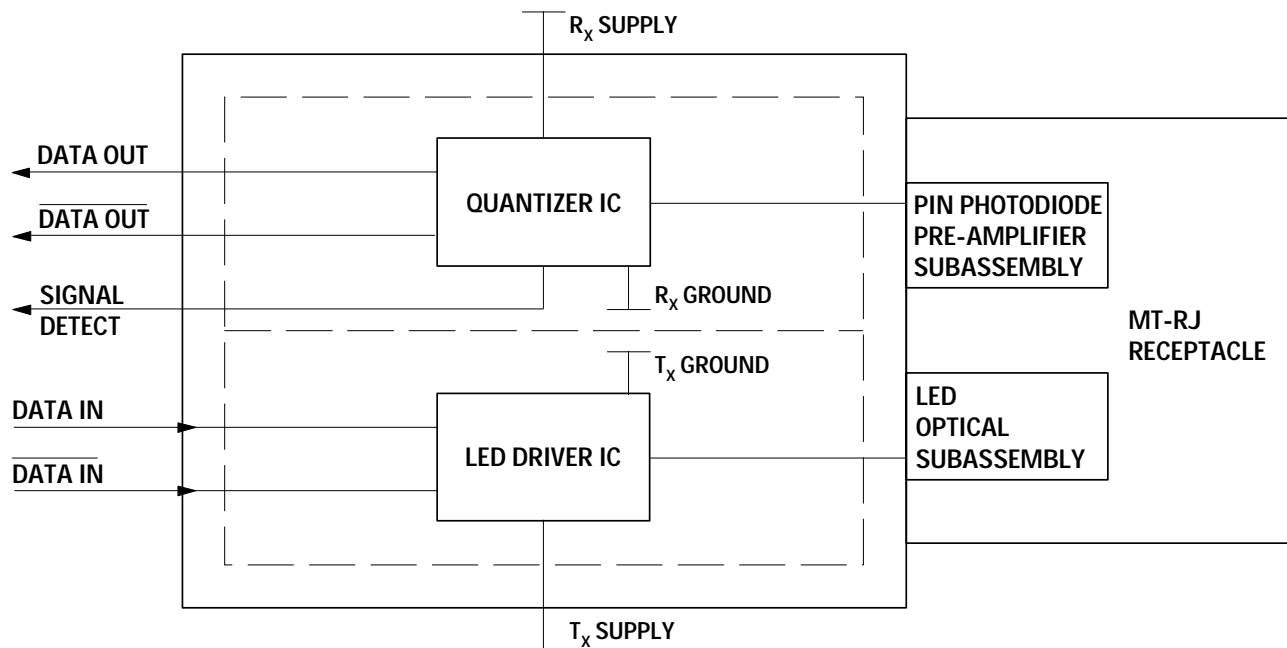 RX SUPPLY
DATA OUT
DATA OUT
SIGNAL
DETECT
QUANTIZER IC
RX GROUND
PIN PHOTODIODE
PRE-AMPLIFIER
SUBASSEMBLY
MT-RJ
RECEPTACLE
TX GROUND
DATA IN
DATA IN
LED DRIVER IC
LED
OPTICAL
SUBASSEMBLY
TX SUPPLY